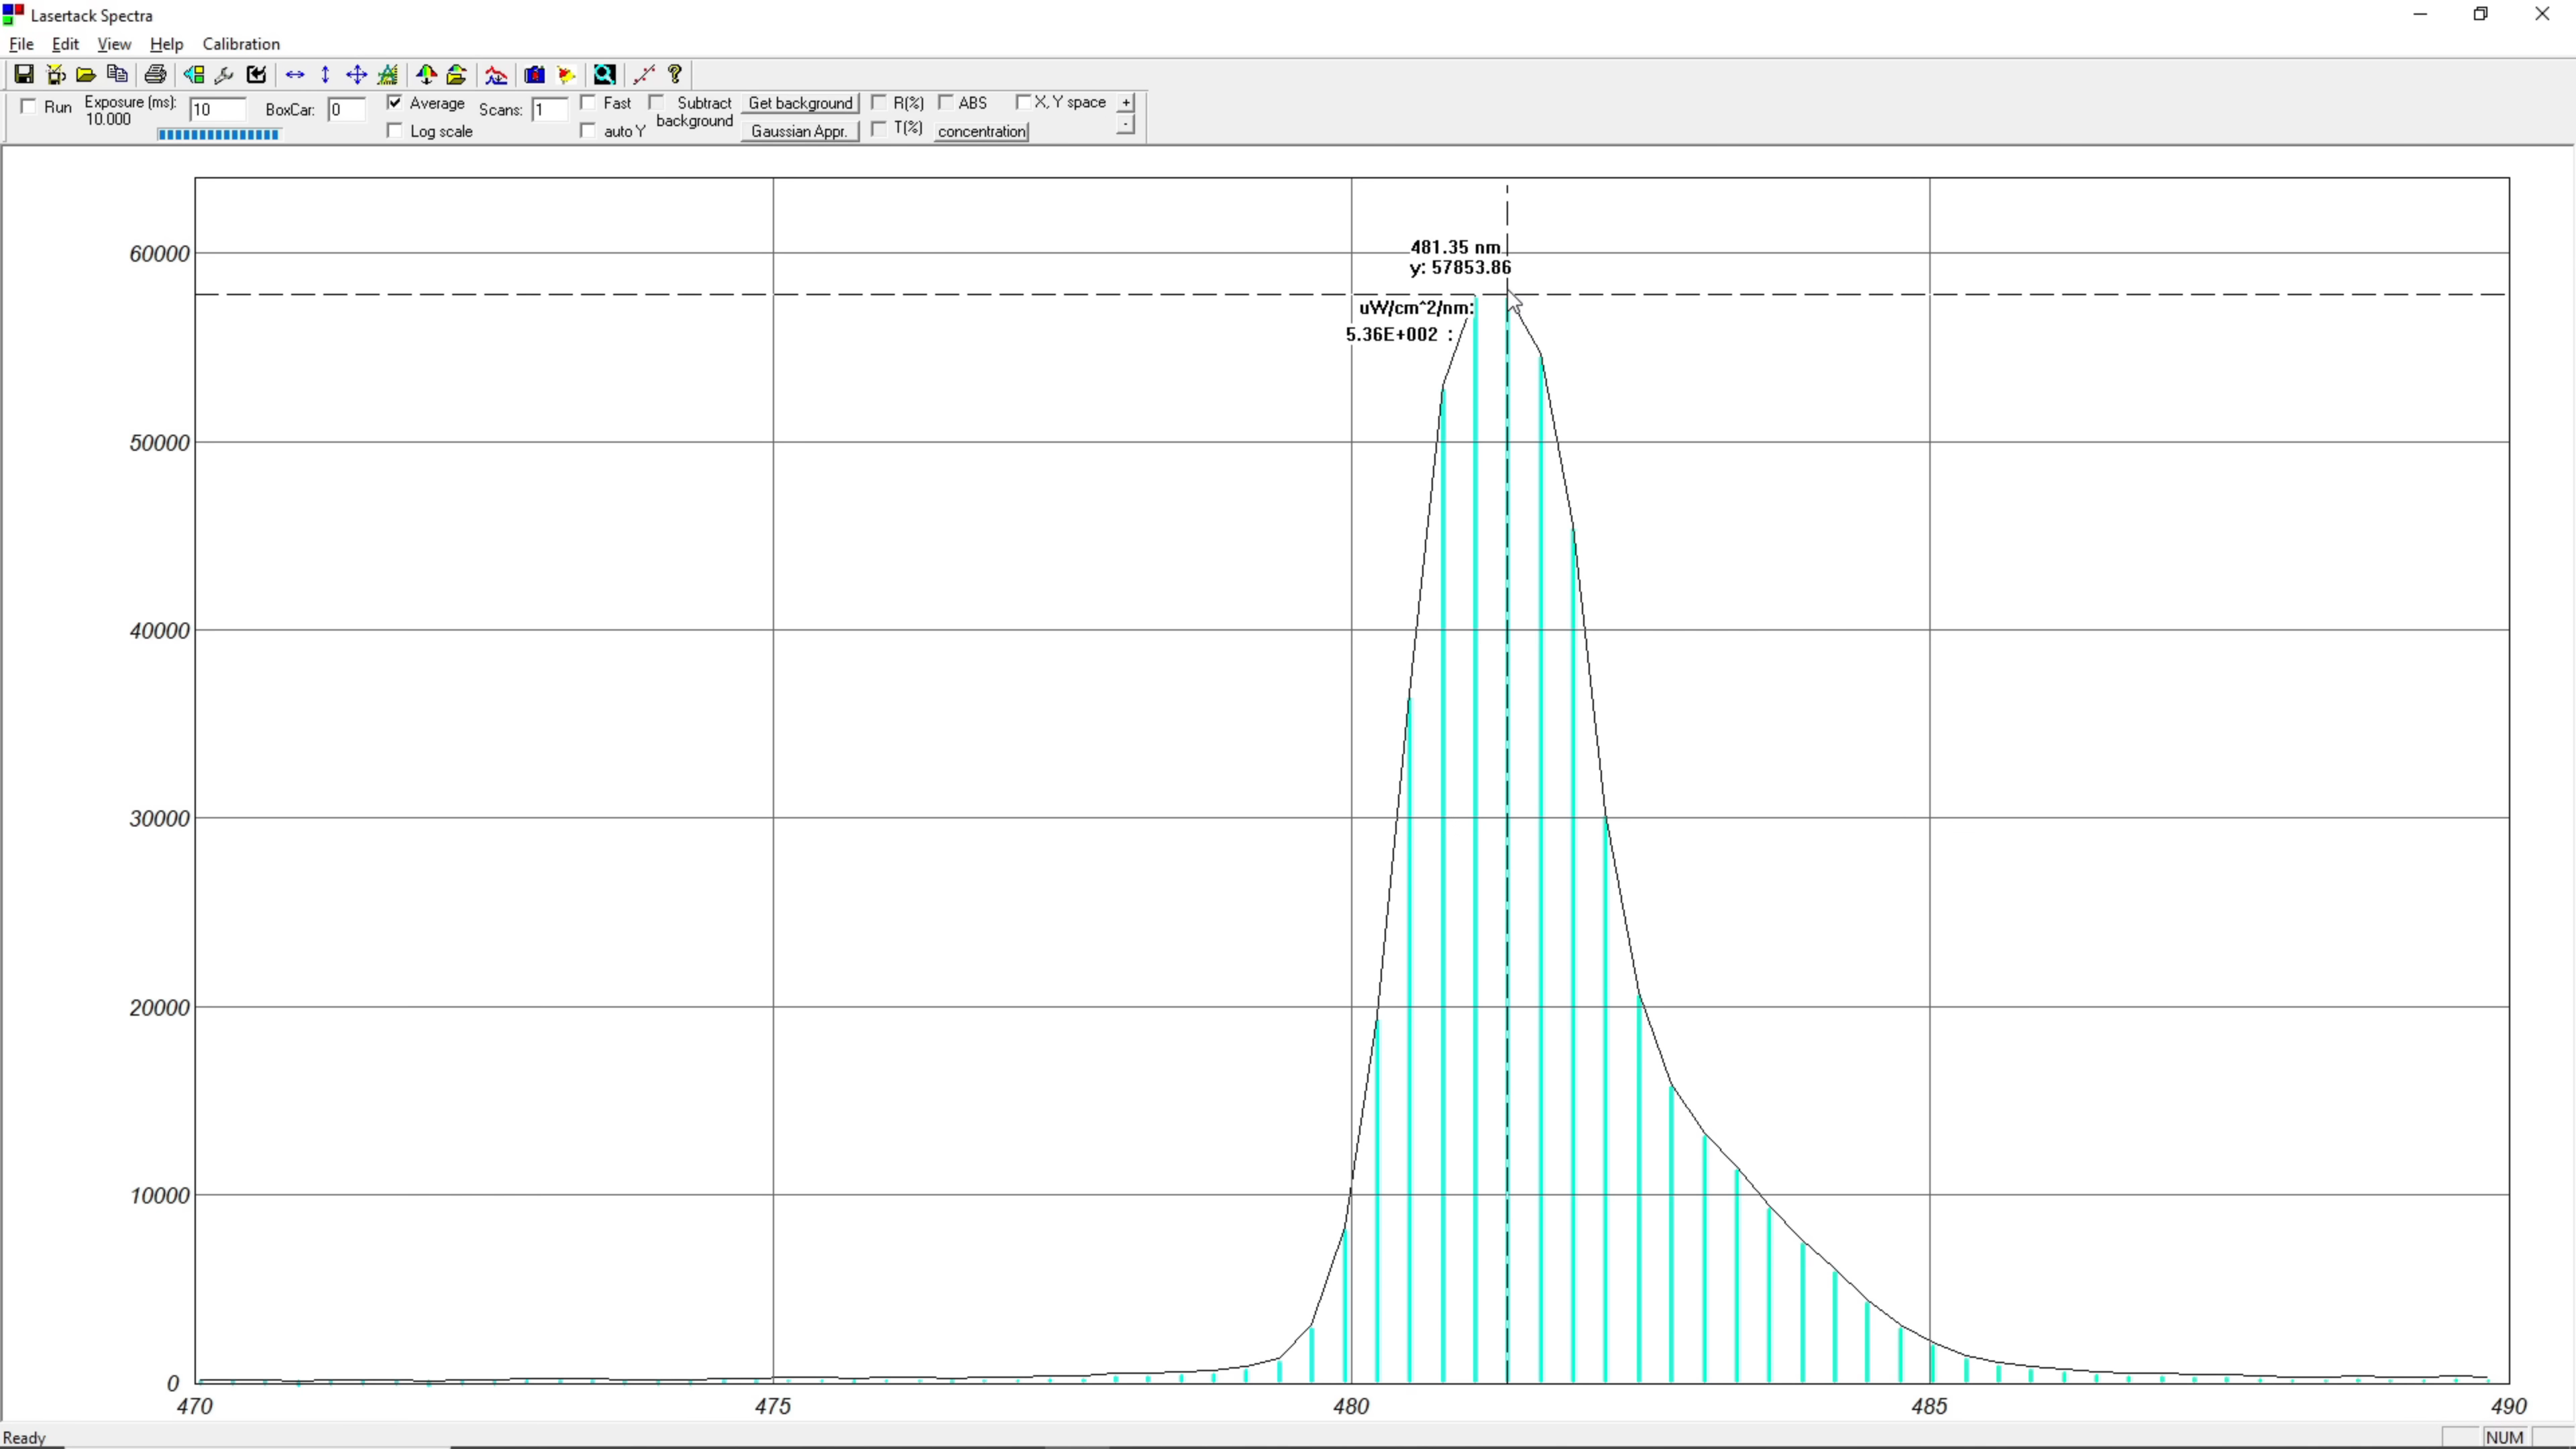 Lasertack Spectra
File Edit View Help Calibration
Run Exposure (ms): 10 BoxCar: 0 Average Scans: 1 Fast Subtract Get background R(%) ABS X, Y space +
10.000 Log scale auto Y background Gaussian Appr. T(%) concentration -
481.35 nm
y: 57853.86
uW/cm^2/nm:
5.36E+002 :
60000
50000
40000
30000
20000
10000
0
470 475 480 485 490
Ready NUM